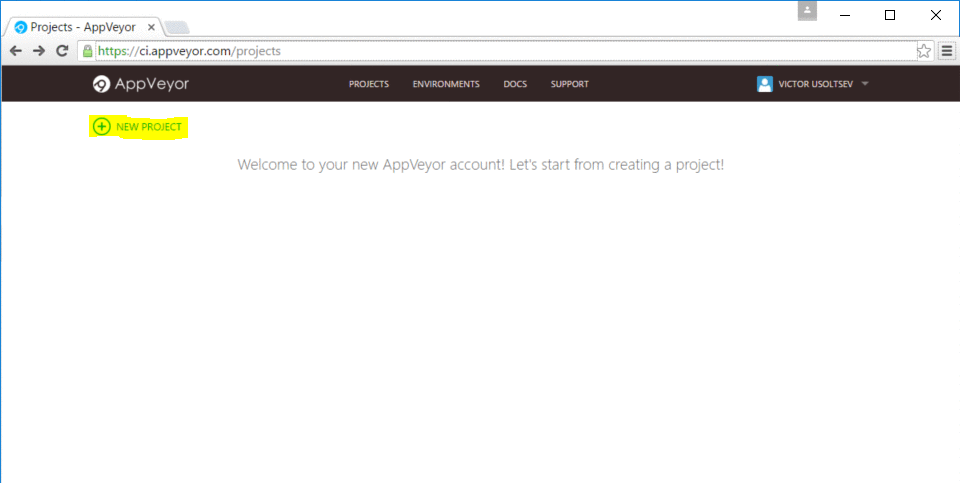 Projects - AppVeyor
https://ci.appveyor.com/projects
AppVeyor PROJECTS ENVIRONMENTS DOCS SUPPORT VICTOR USOLTSEV
NEW PROJECT
Welcome to your new AppVeyor account! Let's start from creating a project!